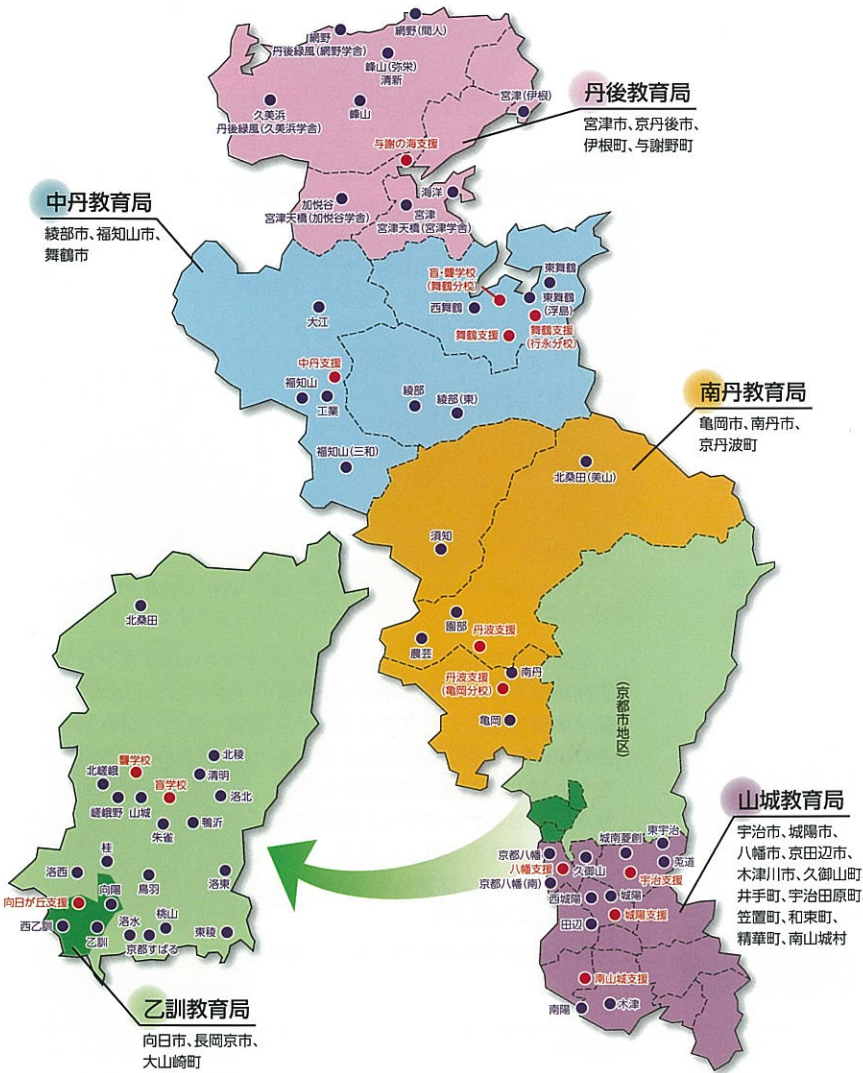 網野
丹後緑風(網野学舎)
網野(間人)
峰山(弥栄)
清新
久美浜
丹後緑風(久美浜学舎)
峰山
宮津(伊根)
丹後教育局
宮津市、京丹後市、
伊根町、与謝野町
与謝の海支援
加悦谷
宮津天橋(加悦谷学舎)
海洋
宮津
宮津天橋(宮津学舎)
中丹教育局
綾部市、福知山市、
舞鶴市
盲・聾学校
(舞鶴分校)
西舞鶴
東舞鶴
東舞鶴
(浮島)
舞鶴支援
舞鶴支援
(行永分校)
大江
中丹支援
福知山
工業
綾部
綾部(東)
福知山(三和)
南丹教育局
亀岡市、南丹市、
京丹波町
北桑田(美山)
須知
園部
農芸
丹波支援
丹波支援
(亀岡分校)
南丹
亀岡
(京都市地区)
北桑田
北稜
聾学校
北嵯峨
清明
盲学校
洛北
嵯峨野
山城
朱雀
鴨沂
桂
洛西
鳥羽
洛東
向陽
向日が丘支援
西乙訓
乙訓
洛水
京都すばる
桃山
東稜
乙訓教育局
向日市、長岡京市、
大山崎町
京都八幡
八幡支援
京都八幡(南)
久御山
城南菱創
東宇治
莵道
宇治支援
西城陽
城陽
城陽支援
田辺
南山城支援
南陽
木津
山城教育局
宇治市、城陽市、
八幡市、京田辺市、
木津川市、久御山町
井手町、宇治田原町
笠置町、和束町、
精華町、南山城村